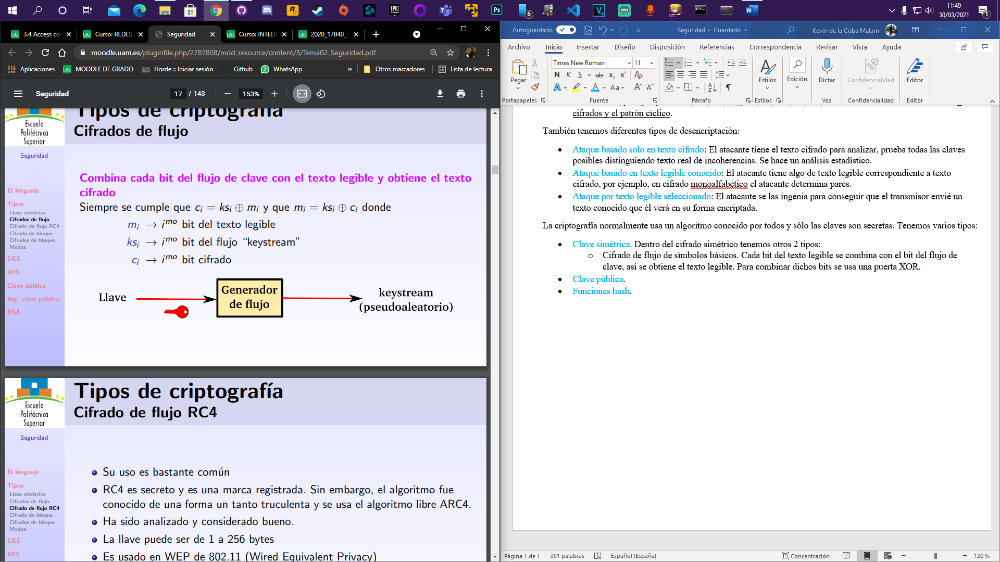 11:49
30/03/2021
6
1
3.4 Access co
Curso: REDES
Seguridad
Curso: INTELI
2020_17840_
moodle.uam.es/pluginfile.php/2787808/mod_resource/content/3/Tema02_Seguridad.pdf
Aplicaciones
MOODLE DE GRADO
Horde :: Iniciar sesión
Github
WhatsApp
»
Otros marcadores
Lista de lectura
Seguridad
17 / 143
153%
Tipos de criptografía
Cifrados de flujo
Escuela
Politécnica
Superior
Seguridad
El lenguaje
Tipos
Llave simétrica
Cifrados de flujo
Cifrado de flujo RC4
Cifrado de bloque
Cifrados de bloque
Modos
DES
AES
Clave pública
Alg. clave pública
RSA
Combina cada bit del flujo de clave con el texto legible y obtiene el texto
cifrado
Siempre se cumple que cᵢ = ksᵢ ⊕ mᵢ y que mᵢ = ksᵢ ⊕ cᵢ donde
mᵢ → iᵐᵒ bit del texto legible
ksᵢ → iᵐᵒ bit del flujo “keystream”
cᵢ → iᵐᵒ bit cifrado
Llave
Generador
de flujo
keystream
(pseudoaleatorio)
Tipos de criptografía
Cifrado de flujo RC4
Escuela
Politécnica
Superior
Seguridad
El lenguaje
Tipos
Llave simétrica
Cifrados de flujo
Cifrado de flujo RC4
Cifrado de bloque
Cifrados de bloque
Modos
DES
AES
Su uso es bastante común
RC4 es secreto y es una marca registrada. Sin embargo, el algoritmo fue
conocido de una forma un tanto truculenta y se usa el algoritmo libre ARC4.
Ha sido analizado y considerado bueno.
La llave puede ser de 1 a 256 bytes
Es usado en WEP de 802.11 (Wired Equivalent Privacy)
Autoguardado
Seguridad - Guardado
Kevin de la Coba Malam
Archivo
Inicio
Insertar
Diseño
Disposición
Referencias
Correspondencia
Revisar
Vista
Ayuda
Pegar
Times New Roman
11
N K S ab x₂ x²
Aa
Estilos
Edición
Dictar
Confidencialidad
Editor
Portapapeles
Fuente
Párrafo
Estilos
Voz
Confidencialidad
Editor
cifrados y el patrón cíclico.
También tenemos diferentes tipos de desencriptación:
Ataque basado solo en texto cifrado: El atacante tiene el texto cifrado para analizar, prueba todas las claves
posibles distinguiendo texto real de incoherencias. Se hace un análisis estadístico.
Ataque basado en texto legible conocido: El atacante tiene algo de texto legible correspondiente a texto
cifrado, por ejemplo, en cifrado monoalfabético el atacante determina pares.
Ataque por texto legible seleccionado: El atacante se las ingenia para conseguir que el transmisor envié un
texto conocido que él verá en su forma encriptada.
La criptografía normalmente usa un algoritmo conocido por todos y sólo las claves son secretas. Tenemos varios tipos:
Clave simétrica. Dentro del cifrado simétrico tenemos otros 2 tipos:
Cifrado de flujo de símbolos básicos. Cada bit del texto legible se combina con el bit del flujo de
clave, así se obtiene el texto legible. Para combinar dichos bits se usa una puerta XOR.
Clave pública.
Funciones hash.
Página 1 de 1
391 palabras
Español (España)
Concentración
120 %